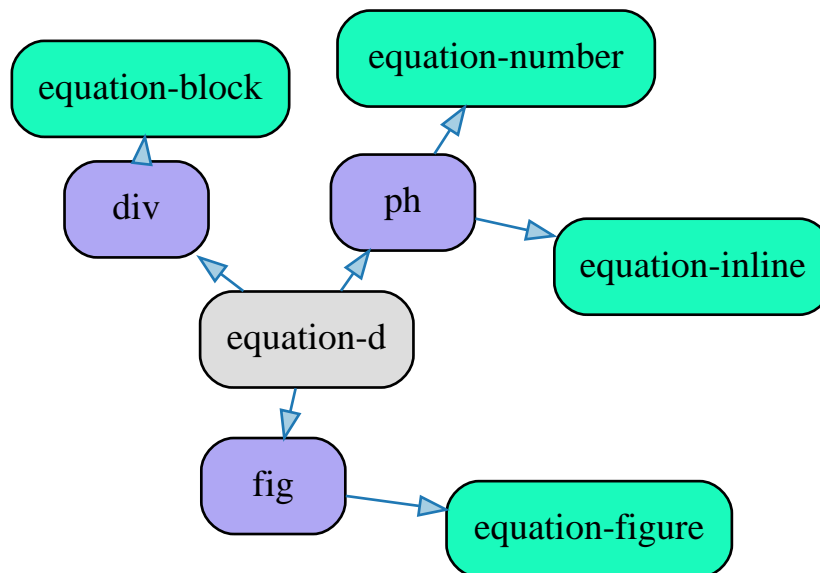 equation-number
equation-block
ph
div
equation-inline
equation-d
fig
equation-figure